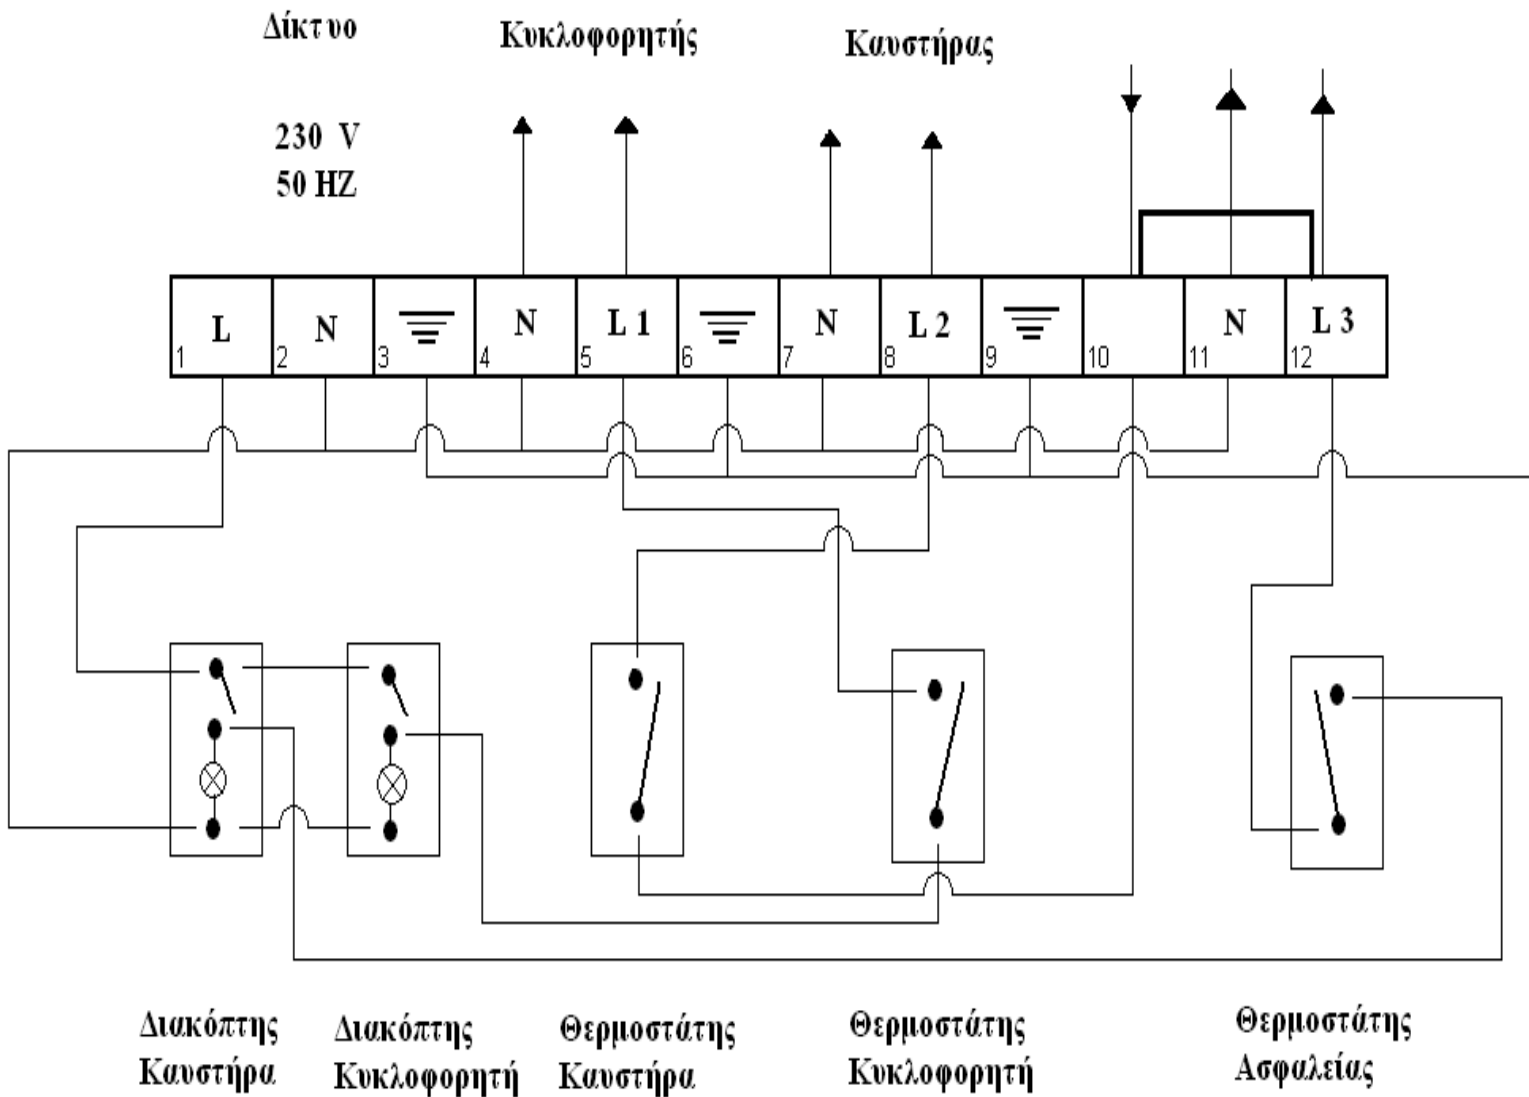 Δίκτυο
Κυκλοφορητής
Καυστήρας
230 V
50 HZ
L
N
N
L 1
N
L 2
N
L 3
1
2
3
4
5
6
7
8
9
10
11
12
Διακόπτης
Καυστήρα
Διακόπτης
Κυκλοφορητή
Θερμοστάτης
Καυστήρα
Θερμοστάτης
Κυκλοφορητή
Θερμοστάτης
Ασφαλείας